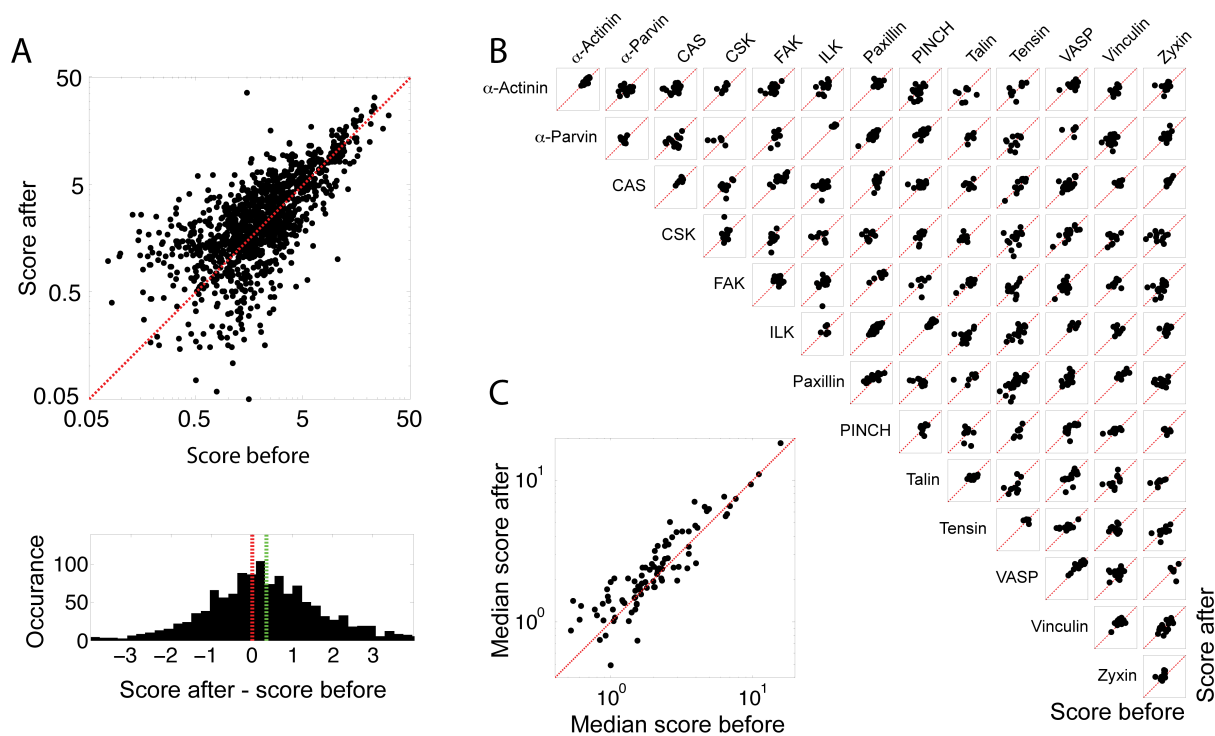 A
50
5
0.5
0.05
Score after
0.05
0.5
5
50
Score before
Occurance
100
50
0
−3
−2
−1
0
1
2
3
Score after - score before
B
α-Actinin
α-Parvin
CAS
CSK
FAK
ILK
Paxillin
PINCH
Talin
Tensin
VASP
Vinculin
Zyxin
α-Actinin
α-Parvin
CAS
CSK
FAK
ILK
Paxillin
PINCH
Talin
Tensin
VASP
Vinculin
Zyxin
Score before
Score after
C
Median score after
10¹
10⁰
10⁰
10¹
Median score before